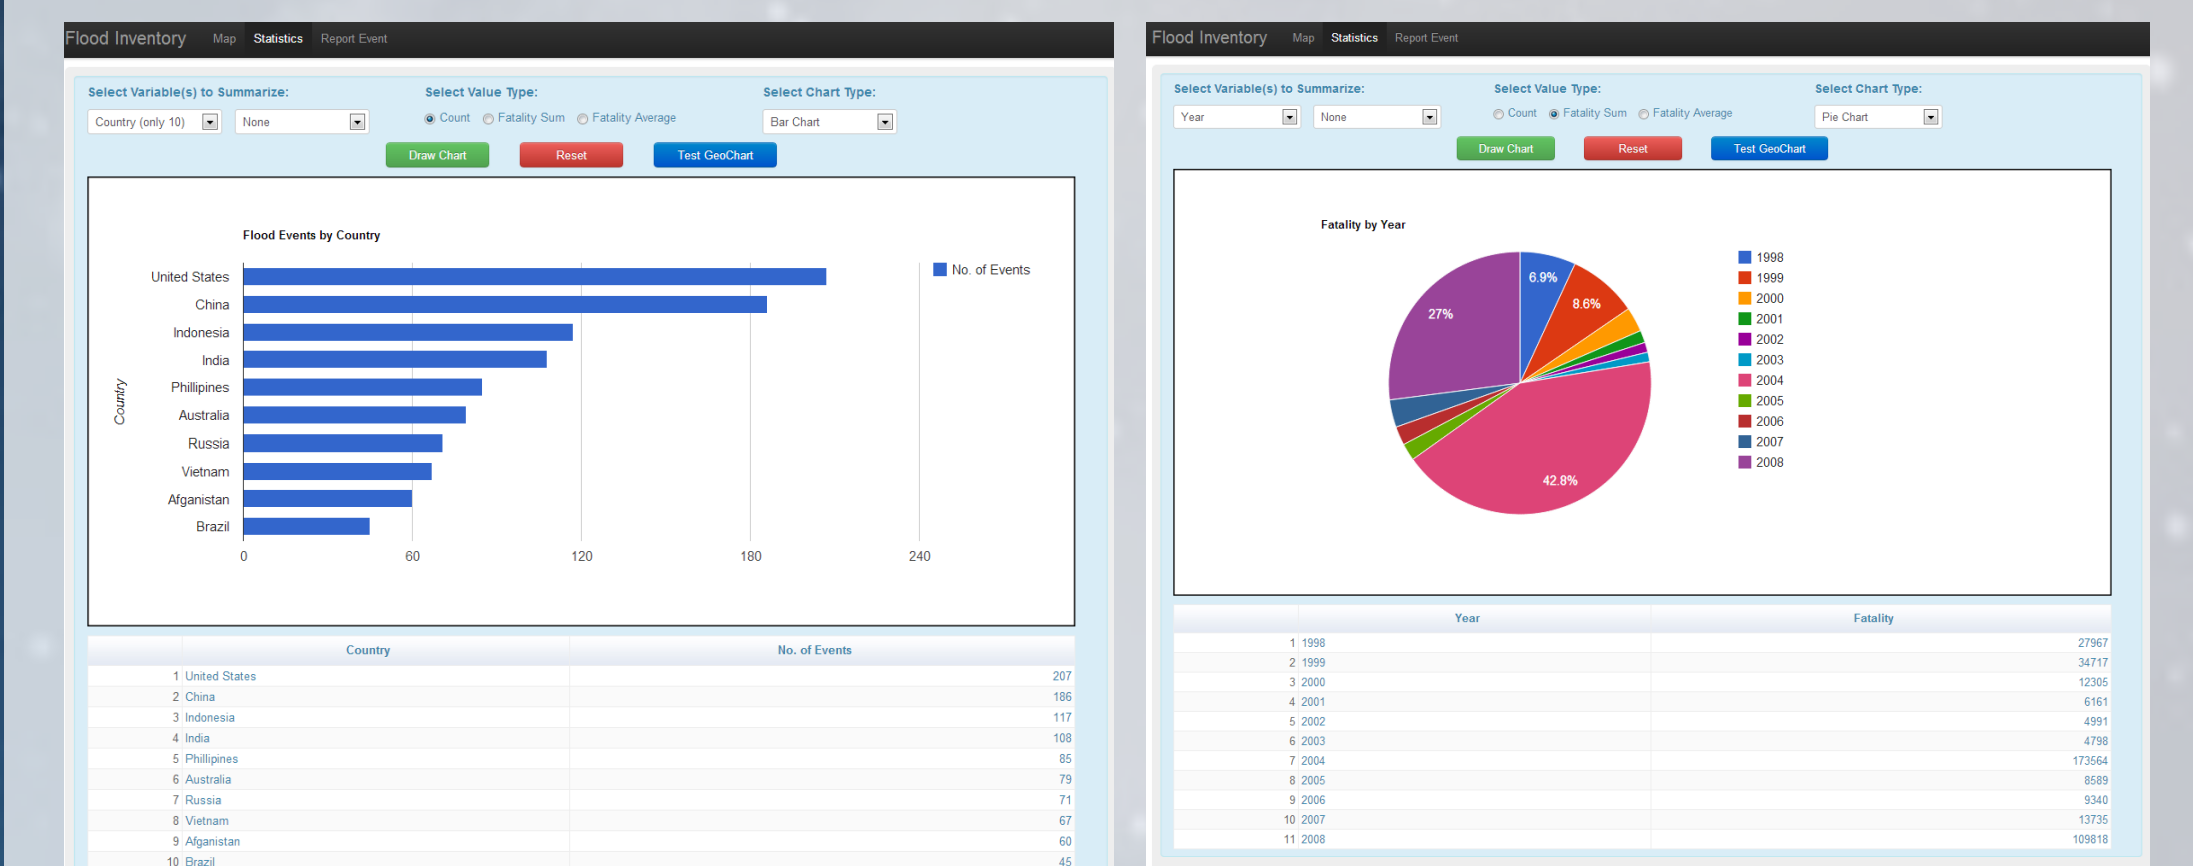 Flood Inventory Map Statistics Report Event
Select Variable(s) to Summarize: Select Value Type: Select Chart Type:
Country (only 10) None Count Fatality Sum Fatality Average Bar Chart
Draw Chart Reset Test GeoChart
Flood Events by Country
No. of Events
Country
United States
China
Indonesia
India
Phillipines
Australia
Russia
Vietnam
Afganistan
Brazil
0 60 120 180 240
Country No. of Events
1 United States 207
2 China 186
3 Indonesia 117
4 India 108
5 Phillipines 85
6 Australia 79
7 Russia 71
8 Vietnam 67
9 Afganistan 60
10 Brazil 45
Flood Inventory Map Statistics Report Event
Select Variable(s) to Summarize: Select Value Type: Select Chart Type:
Year None Count Fatality Sum Fatality Average Pie Chart
Draw Chart Reset Test GeoChart
Fatality by Year
6.9%
8.6%
27%
42.8%
1998
1999
2000
2001
2002
2003
2004
2005
2006
2007
2008
Year Fatality
1 1998 27967
2 1999 34717
3 2000 12305
4 2001 6161
5 2002 4991
6 2003 4798
7 2004 173564
8 2005 8589
9 2006 9340
10 2007 13735
11 2008 109818